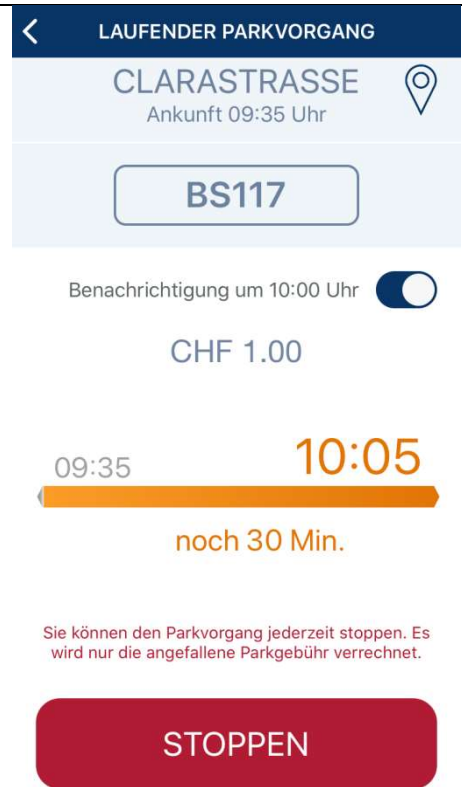 LAUFENDER PARKVORGANG
CLARASTRASSE
Ankunft 09:35 Uhr
BS117
Benachrichtigung um 10:00 Uhr
CHF 1.00
09:35
10:05
noch 30 Min.
Sie können den Parkvorgang jederzeit stoppen. Es
wird nur die angefallene Parkgebühr verrechnet.
STOPPEN